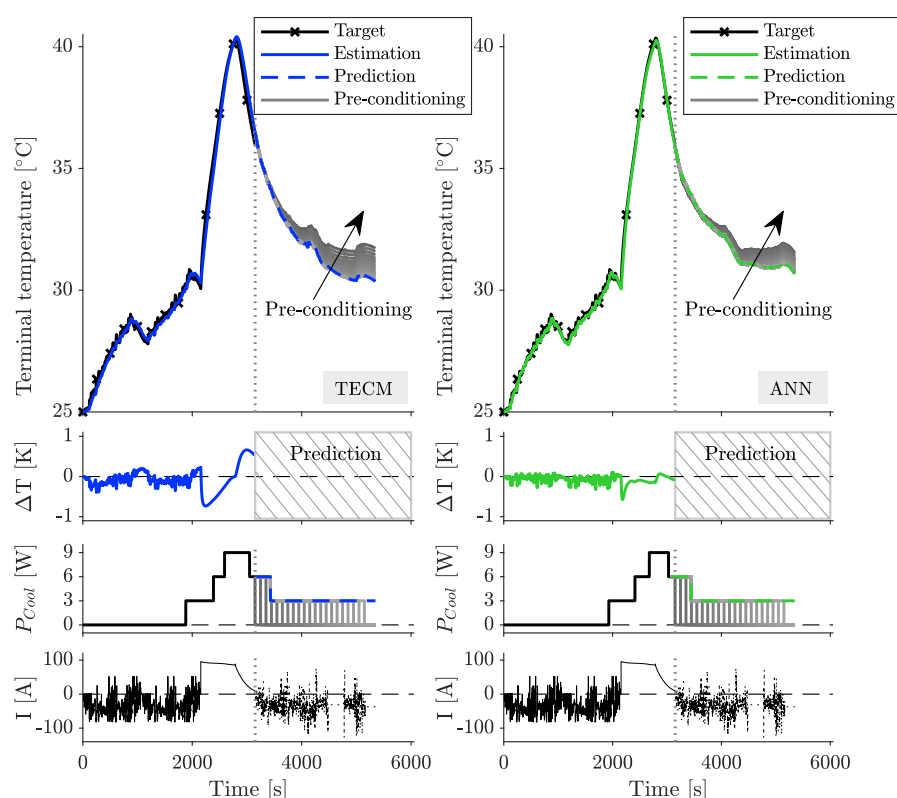 Target
Estimation
Prediction
Pre-conditioning
40
35
30
25
Terminal temperature [°C]
Pre-conditioning
TECM
1
0
-1
ΔT [K]
Prediction
9
6
3
0
P_Cool [W]
100
0
-100
I [A]
0
2000
4000
6000
Time [s]
Target
Estimation
Prediction
Pre-conditioning
40
35
30
25
Terminal temperature [°C]
Pre-conditioning
ANN
1
0
-1
ΔT [K]
Prediction
9
6
3
0
P_Cool [W]
100
0
-100
I [A]
0
2000
4000
6000
Time [s]